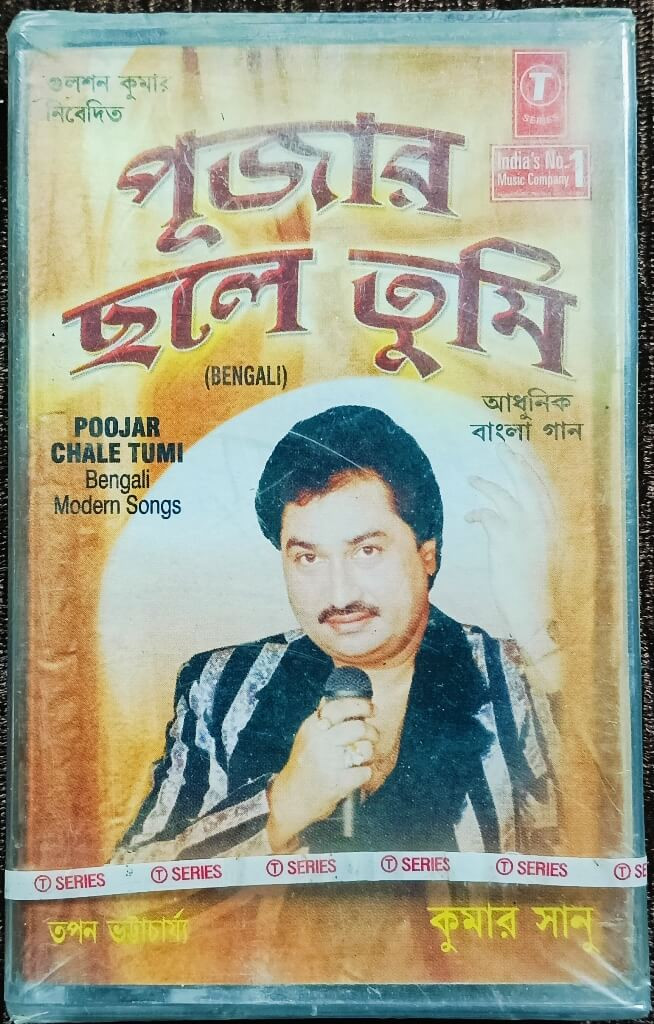 গুলশন কুমার
নিবেদিত
T
SERIES
India's No. 1
Music Company
পূজার
ছলে তুমি
(BENGALI)
POOJAR
CHALE TUMI
Bengali
Modern Songs
আধুনিক
বাংলা গান
T SERIES T SERIES T SERIES T SERIES T SERIES T SE
তপন ভট্টাচার্য্য
কুমার সানু